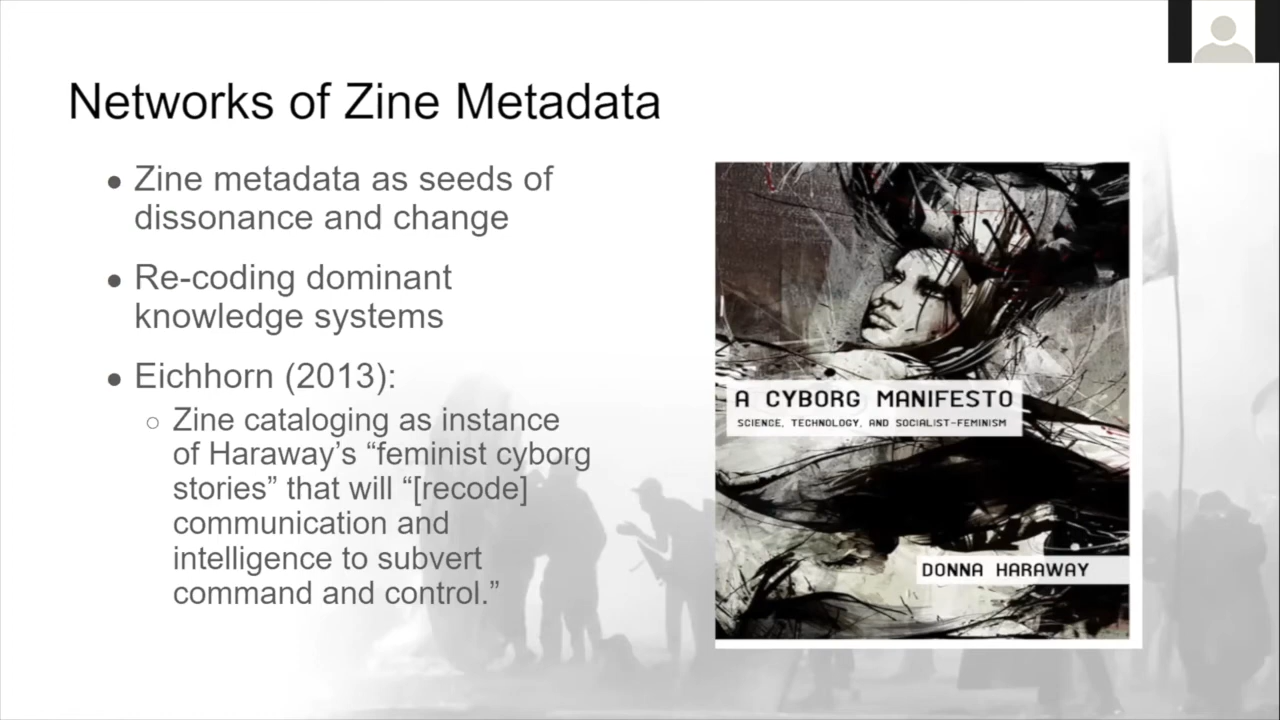 Networks of Zine Metadata
● Zine metadata as seeds of
dissonance and change
● Re-coding dominant
knowledge systems
● Eichhorn (2013):
○ Zine cataloging as instance
of Haraway’s “feminist cyborg
stories” that will “[recode]
communication and
intelligence to subvert
command and control.”
A CYBORG MANIFESTO
SCIENCE, TECHNOLOGY, AND SOCIALIST-FEMINISM
DONNA HARAWAY